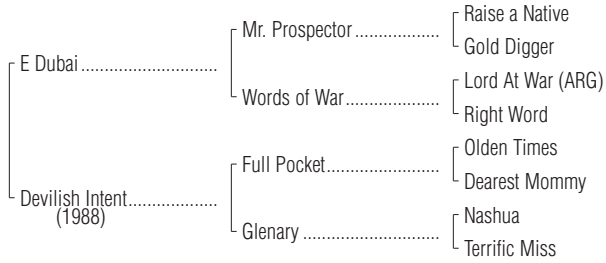 Raise a Native
Mr. Prospector ..................
Gold Digger
E Dubai .............................
Lord At War (ARG)
Words of War....................
Right Word
Olden Times
Full Pocket........................
Dearest Mommy
Devilish Intent...................
(1988)
Nashua
Glenary .............................
Terrific Miss